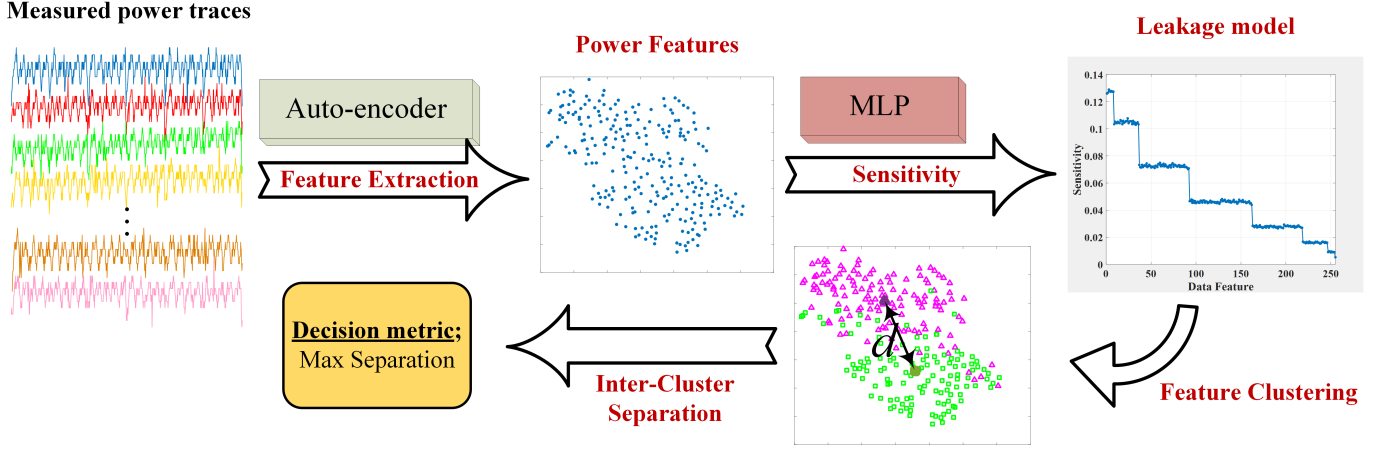 Measured power traces
Auto-encoder
Feature Extraction
Power Features
MLP
Sensitivity
Leakage model
0.14
0.12
0.1
0.08
0.06
0.04
0.02
0
Sensitivity
0
50
100
150
200
250
Data Feature
Feature Clustering
d
Inter-Cluster
Separation
Decision metric;
Max Separation